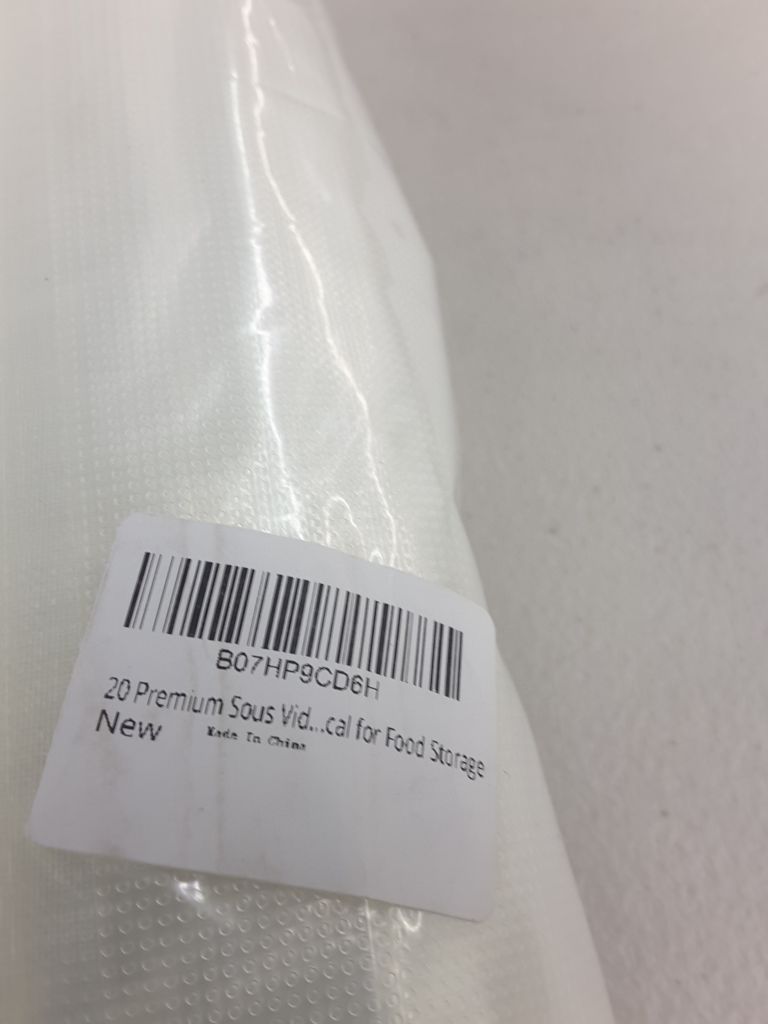 B07HP9CD6H
20 Premium Sous Vid...cal for Food Storage
New
Made In China